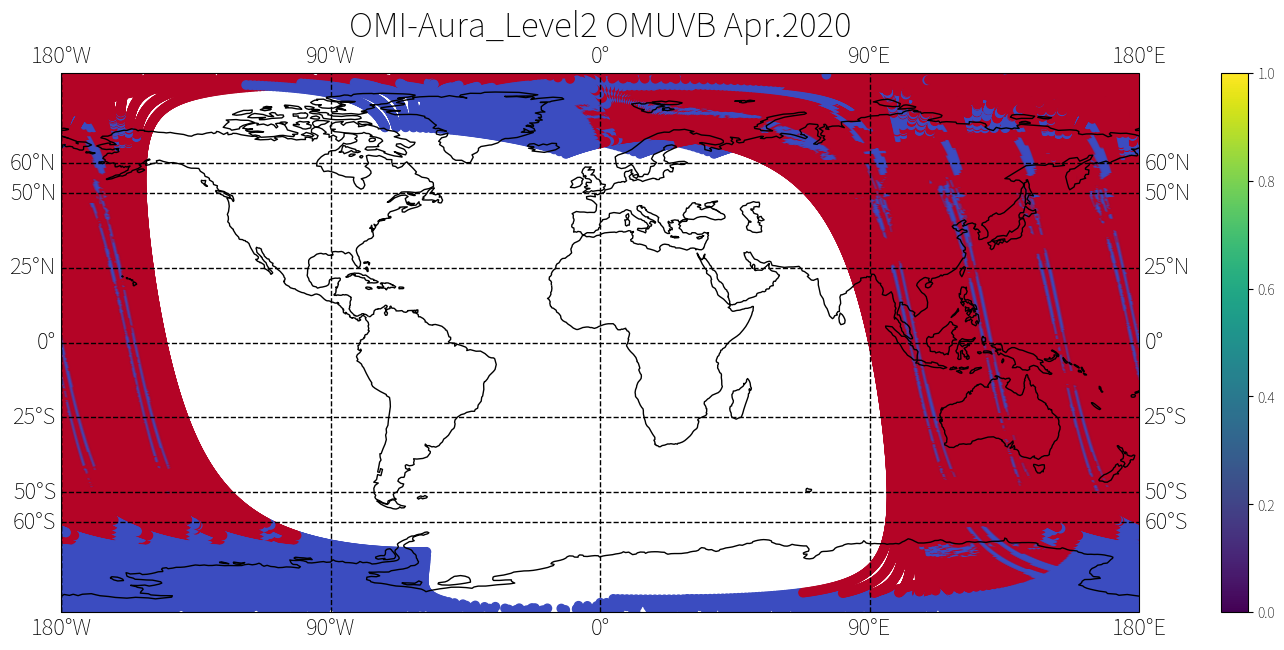 OMI-Aura_Level2 OMUVB Apr.2020
180°W 90°W 0° 90°E 180°E
1.0
60°N 60°N
50°N 50°N
0.8
25°N 25°N
0.6
0° 0°
0.4
25°S 25°S
50°S 50°S
0.2
60°S 60°S
0.0
180°W 90°W 0° 90°E 180°E